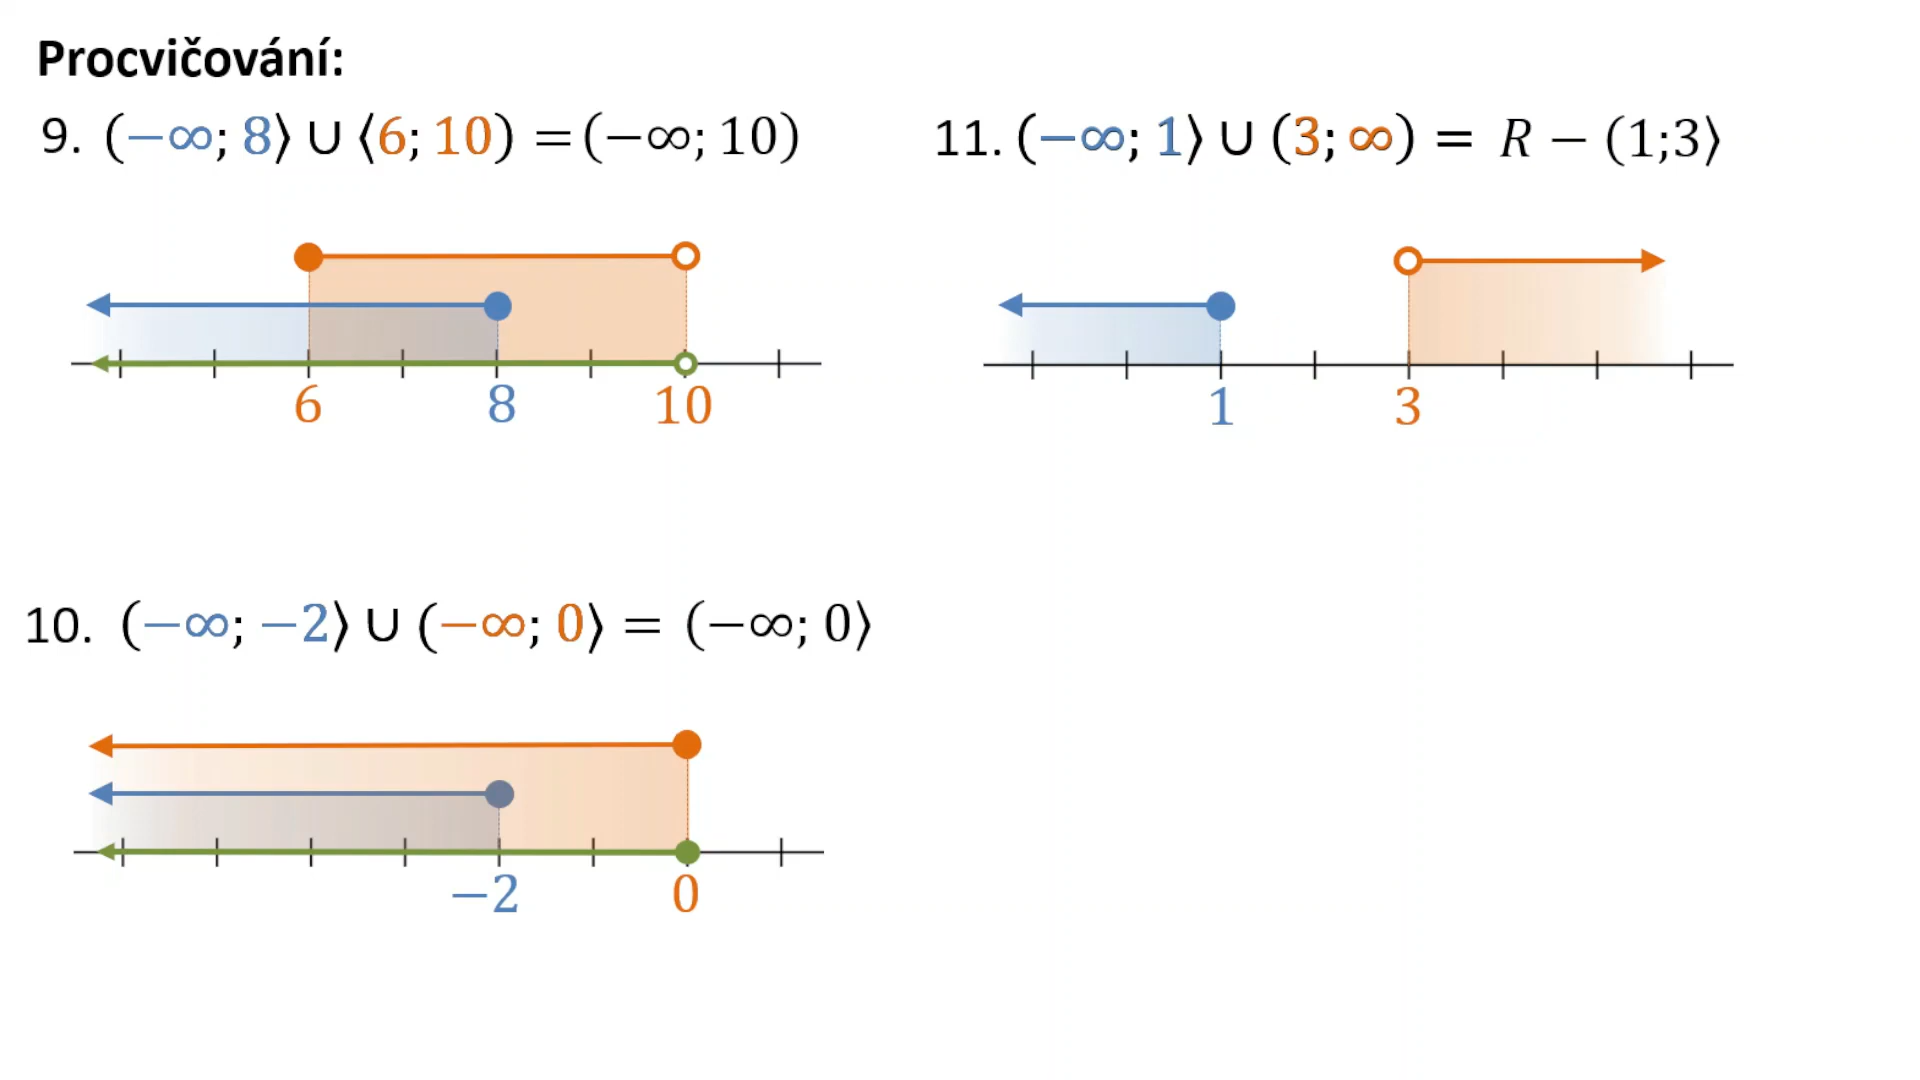 Procvičování:
9. (−∞; 8⟩ ∪ ⟨6; 10) = (−∞; 10)
6 8 10
10. (−∞; −2⟩ ∪ (−∞; 0⟩ = (−∞; 0⟩
−2 0
11. (−∞; 1⟩ ∪ (3; ∞) = R − (1;3⟩
1 3